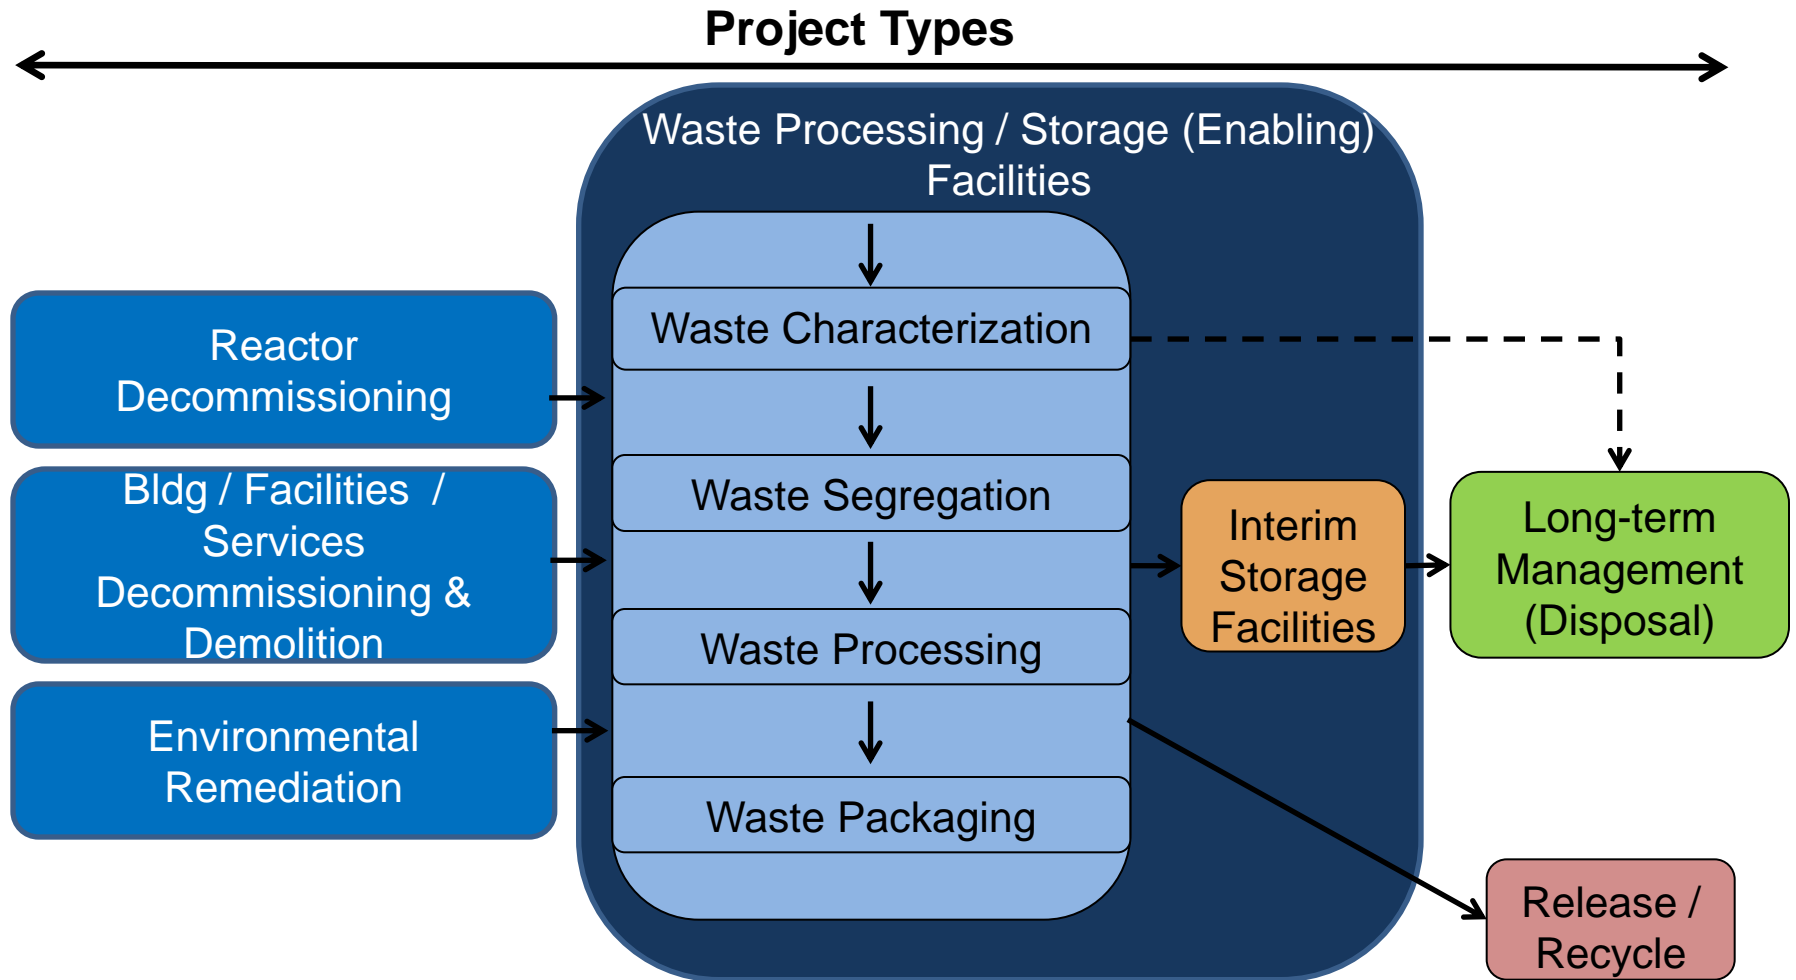 Project Types
Waste Processing / Storage (Enabling)
Facilities
Reactor
Decommissioning
Bldg / Facilities /
Services
Decommissioning &
Demolition
Environmental
Remediation
Waste Characterization
Waste Segregation
Waste Processing
Waste Packaging
Interim
Storage
Facilities
Long-term
Management
(Disposal)
Release /
Recycle